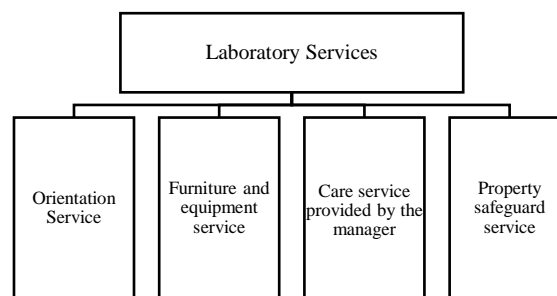 Laboratory Services
Orientation
Service
Furniture and
equipment
service
Care service
provided by the
manager
Property
safeguard
service